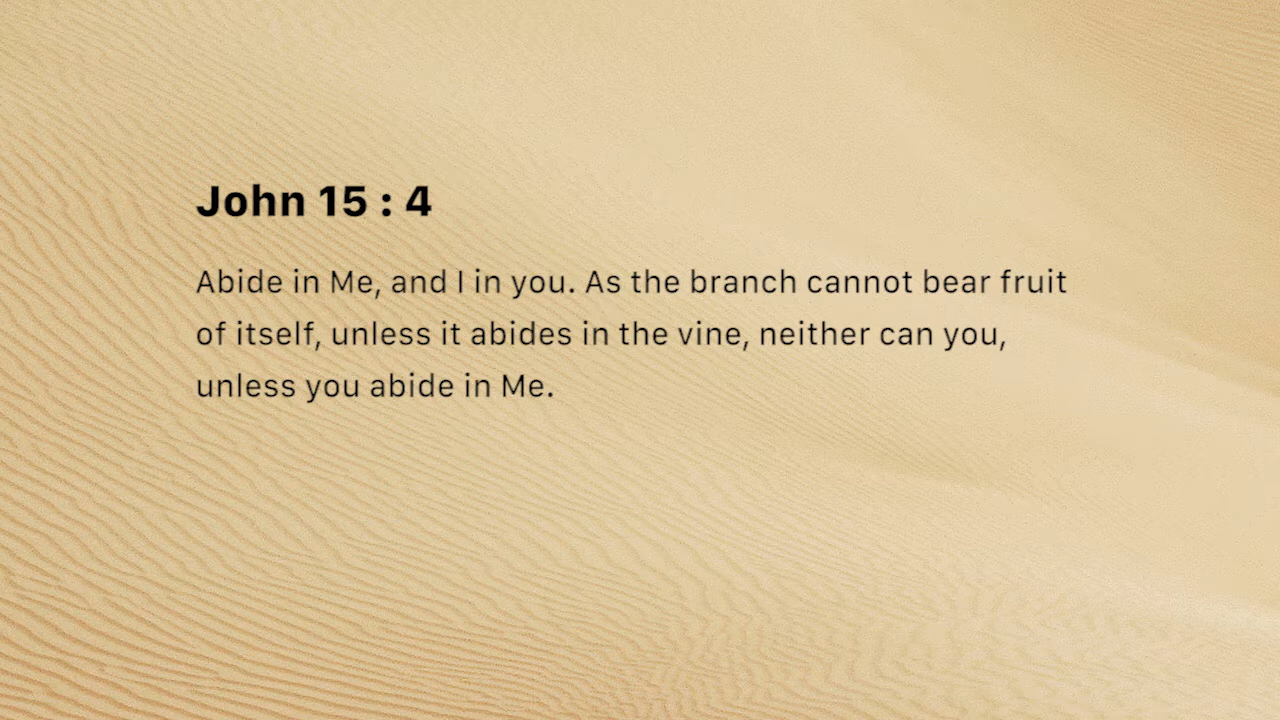 John 15 : 4
Abide in Me, and I in you. As the branch cannot bear fruit
of itself, unless it abides in the vine, neither can you,
unless you abide in Me.